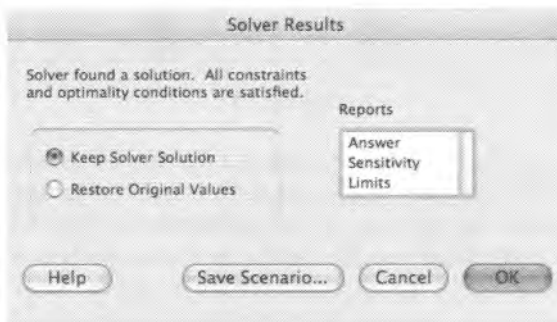 Solver Results
Solver found a solution. All constraints
and optimality conditions are satisfied.
Keep Solver Solution
Restore Original Values
Reports
Answer
Sensitivity
Limits
Help
Save Scenario...
Cancel
OK